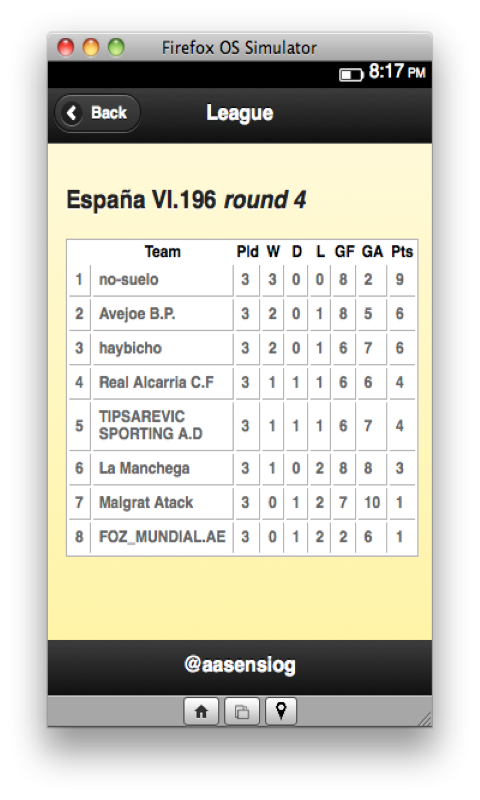 Firefox OS Simulator
8:17 PM
Back
League
España VI.196 round 4
Team Pld W D L GF GA Pts
1 no-suelo 3 3 0 0 8 2 9
2 Avejoe B.P. 3 2 0 1 8 5 6
3 haybicho 3 2 0 1 6 7 6
4 Real Alcarria C.F 3 1 1 1 6 6 4
5 TIPSAREVIC
SPORTING A.D 3 1 1 1 6 7 4
6 La Manchega 3 1 0 2 8 8 3
7 Malgrat Atack 3 0 1 2 7 10 1
8 FOZ_MUNDIAL.AE 3 0 1 2 2 6 1
@aasensiog